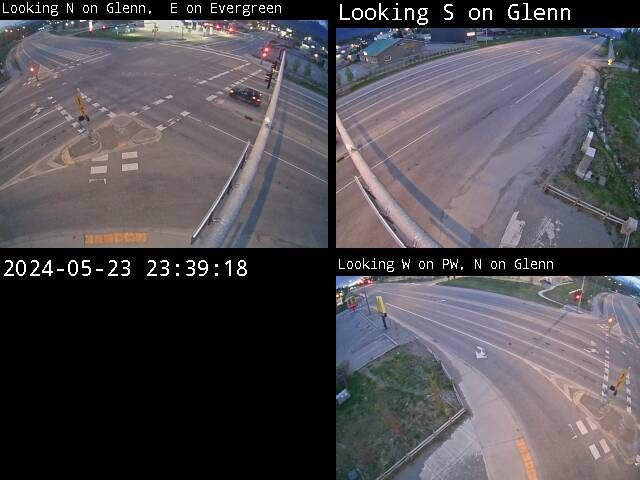 Looking N on Glenn, E on Evergreen
Looking S on Glenn
2024-05-23 23:39:18
Looking W on PW, N on Glenn